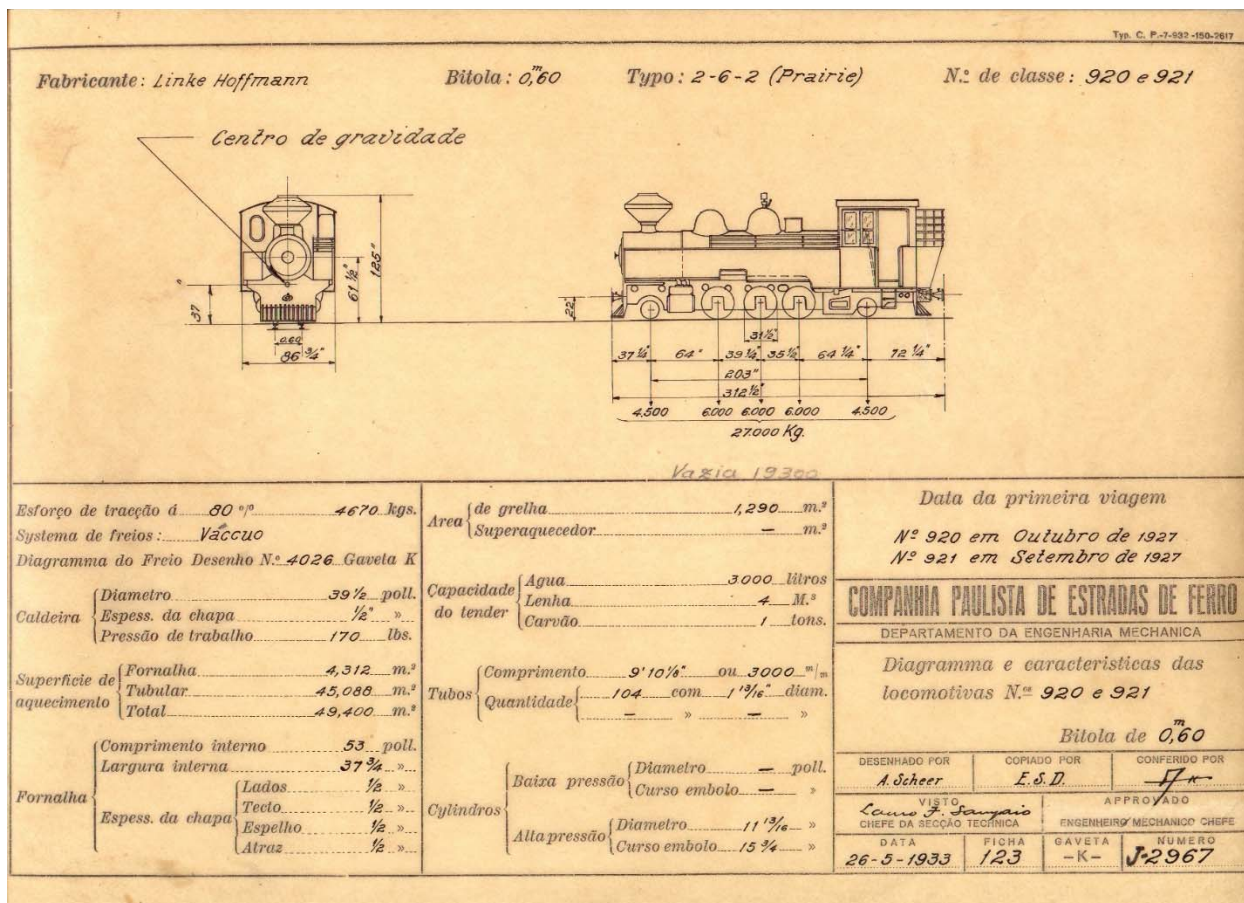 Typ. C. P.-7-932-150-2617
Fabricante: Linke Hoffmann Bitola: 0,ᵐ60 Typo: 2-6-2 (Prairie) N.º de classe: 920 e 921
Centro de gravidade
37"
0.60
86 ¾"
61 ½"
125"
22"
31½"
37 ¼" 64" 39 ¼" 35 ½" 64 ¼" 72 ¼"
203"
312 ½"
4.500 6.000 6.000 6.000 4.500
27.000 Kg.
Vazia 19300
Esforço de tracção á 80 º/º 4670 kgs.
Systema de freios: Váccuo
Diagramma do Freio Desenho N.º 4026 Gaveta K
Caldeira
Diametro 39 ½ poll.
Espess. da chapa ½" »
Pressão de trabalho 170 lbs.
Superficie de aquecimento
Fornalha 4,312 m.²
Tubular 45,088 m.²
Total 49,400 m.²
Fornalha
Comprimento interno 53 poll.
Largura interna 37 ¾ »
Espess. da chapa
Lados ½ »
Tecto ½ »
Espelho ½ »
Atraz ½ »
Area
de grelha 1,290 m.²
Superaquecedor — m.²
Capacidade do tender
Agua 3.000 litros
Lenha 4 M.³
Carvão 1 tons.
Tubos
Comprimento 9' 10⅛" ou 3000 m/m
Quantidade
104 com 1 13/16" diam.
— » — »
Cylindros
Baixa pressão
Diametro — poll.
Curso embolo — »
Alta pressão
Diametro 11 13/16 »
Curso embolo 15 ¾ »
Data da primeira viagem
Nº 920 em Outubro de 1927
Nº 921 em Setembro de 1927
COMPANHIA PAULISTA DE ESTRADAS DE FERRO
DEPARTAMENTO DA ENGENHARIA MECHANICA
Diagramma e caracteristicas das
locomotivas N.ºs 920 e 921
Bitola de 0,ᵐ60
DESENHADO POR COPIADO POR CONFERIDO POR
A. Scheer E.S.D.
VISTO APPROVADO
CHEFE DA SECÇÃO TECHNICA ENGENHEIRO MECHANICO CHEFE
DATA FICHA GAVETA NUMERO
26-5-1933 123 -K- J-2967